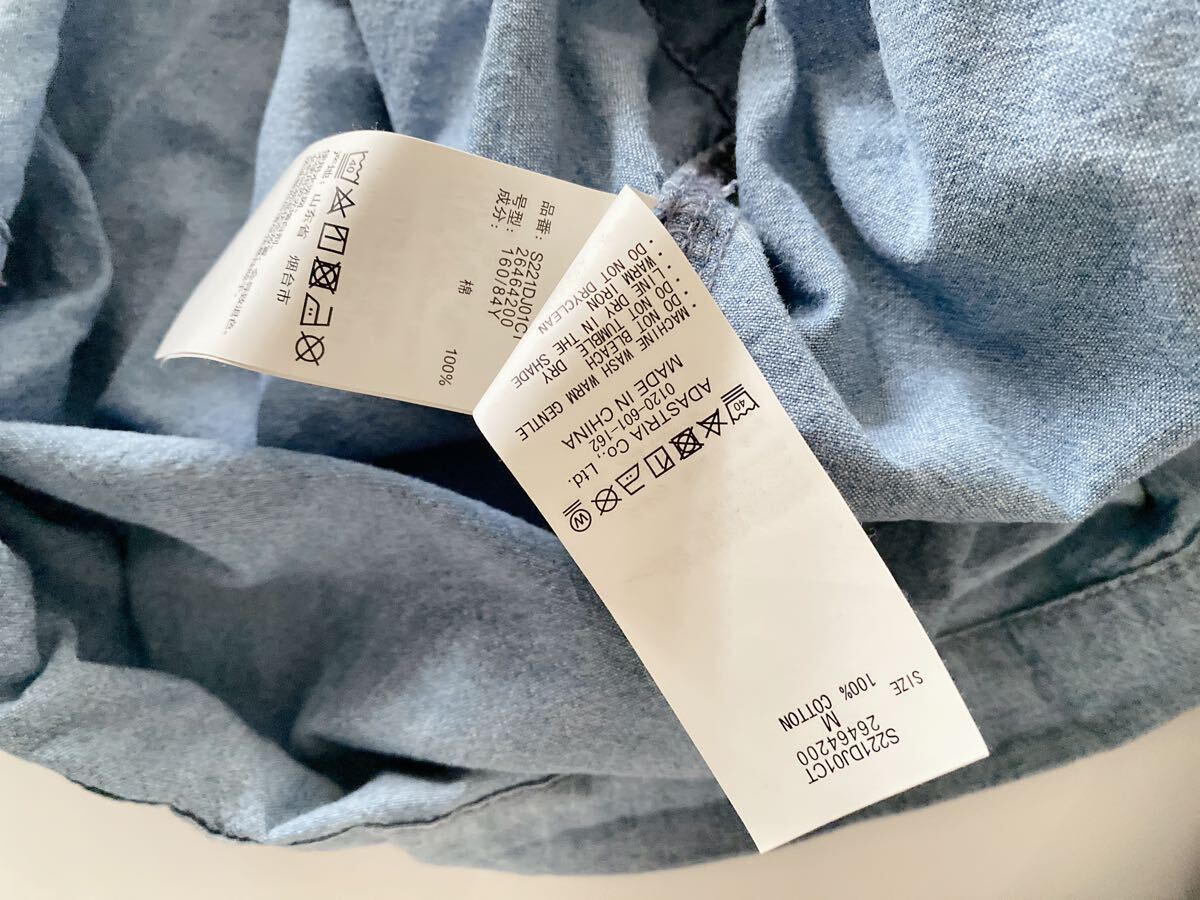 品番: S221DJ01CT
26464200
号型: 160/84Y
成分:
棉 100%
40
产地: 山东省 烟台市
S221DJ01CT
26464200
SIZE M
100% COTTON
40
W
ADASTRIA Co., Ltd.
0120-601-162
MADE IN CHINA
・MACHINE WASH WARM GENTLE
・DO NOT BLEACH
・DO NOT TUMBLE DRY
・LINE DRY IN THE SHADE
・WARM IRON
・DO NOT DRYCLEAN